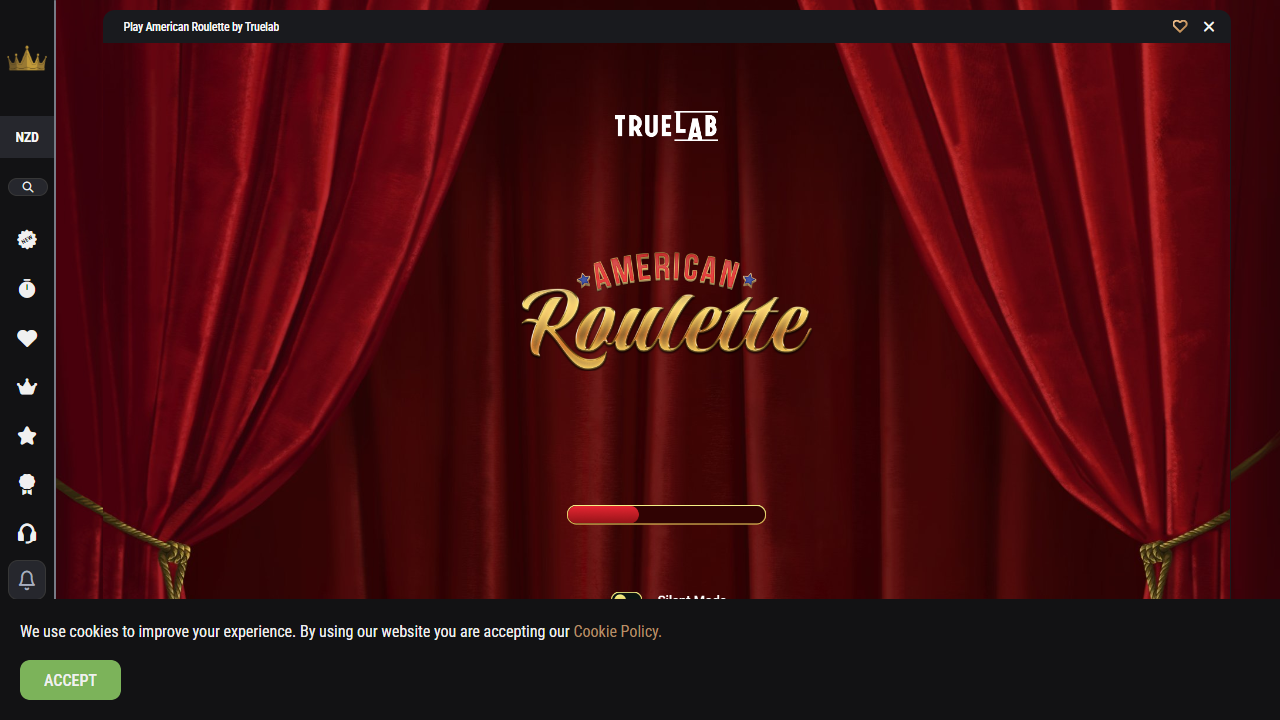 Play American Roulette by Truelab
NZD
NEW
TRUELAB
AMERICAN
Roulette
Silent Mode
We use cookies to improve your experience. By using our website you are accepting our Cookie Policy.
ACCEPT